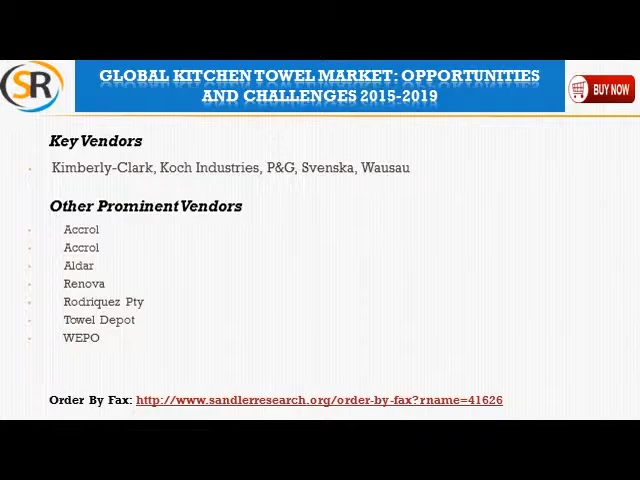 SR
GLOBAL KITCHEN TOWEL MARKET: OPPORTUNITIES
AND CHALLENGES 2015-2019
BUY NOW
Key Vendors
Kimberly-Clark, Koch Industries, P&G, Svenska, Wausau
Other Prominent Vendors
Accrol
Accrol
Aldar
Renova
Rodriquez Pty
Towel Depot
WEPO
Order By Fax: http://www.sandlerresearch.org/order-by-fax?rname=41626